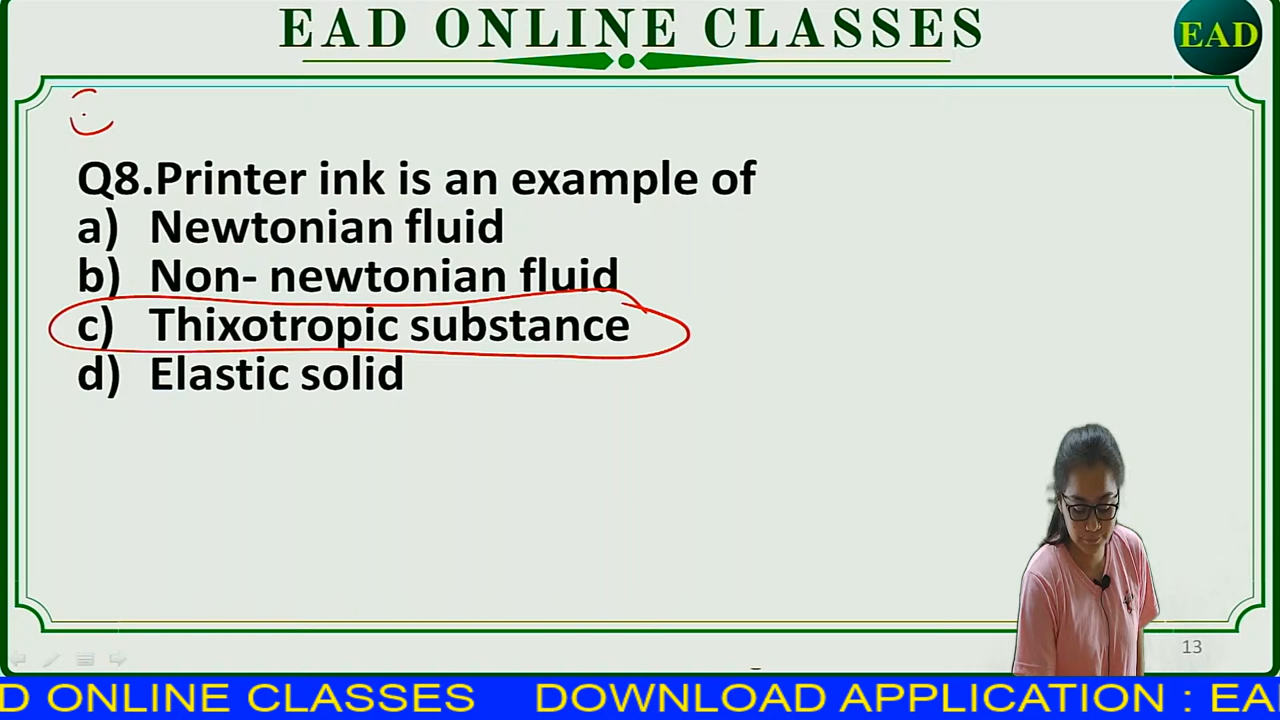 EAD ONLINE CLASSES
EAD
Q8.Printer ink is an example of
a) Newtonian fluid
b) Non- newtonian fluid
c) Thixotropic substance
d) Elastic solid
13
D ONLINE CLASSES DOWNLOAD APPLICATION : EA